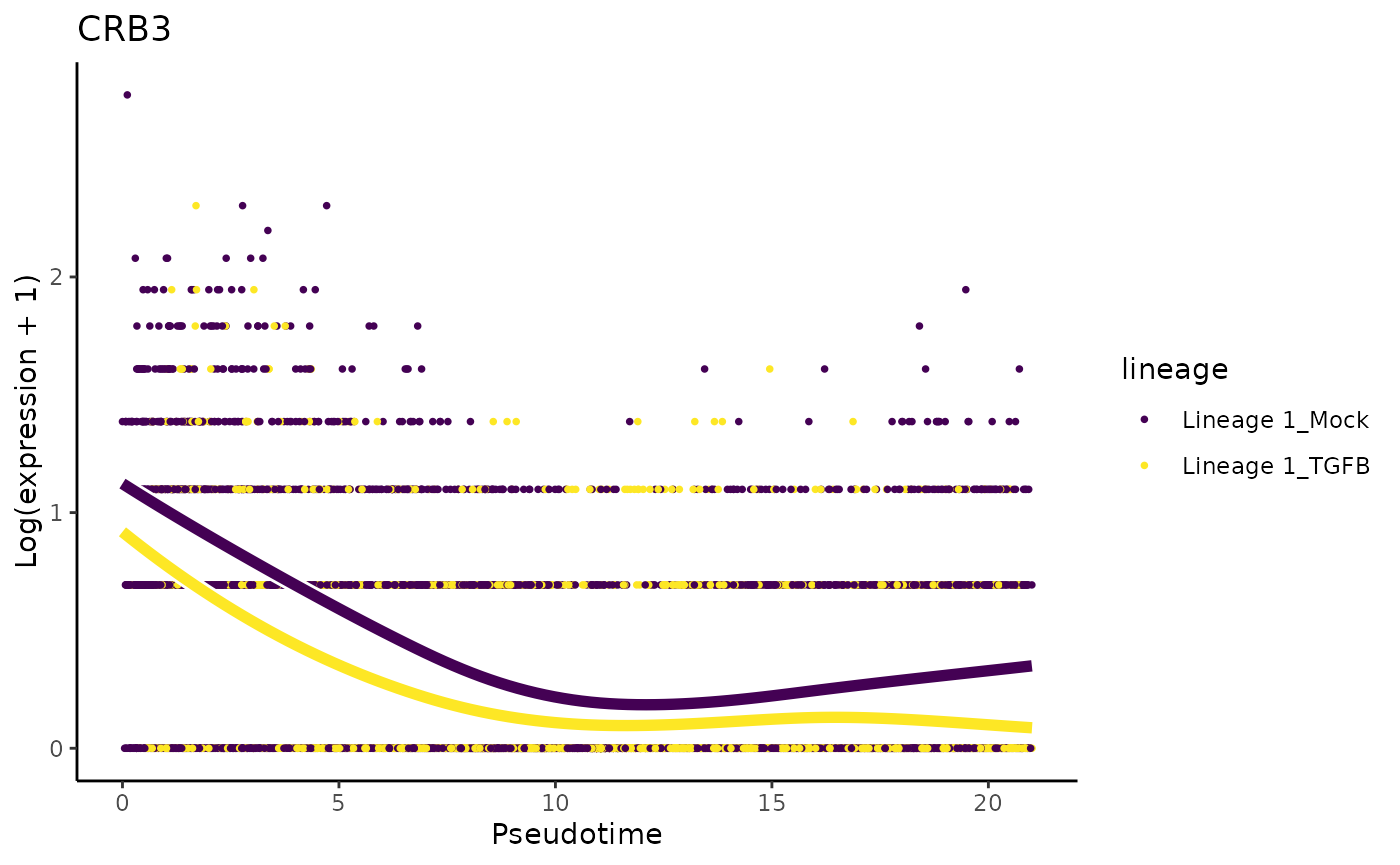 CRB3
Log(expression + 1)
2
1
0
0 5 10 15 20
Pseudotime
lineage
Lineage 1_Mock
Lineage 1_TGFB